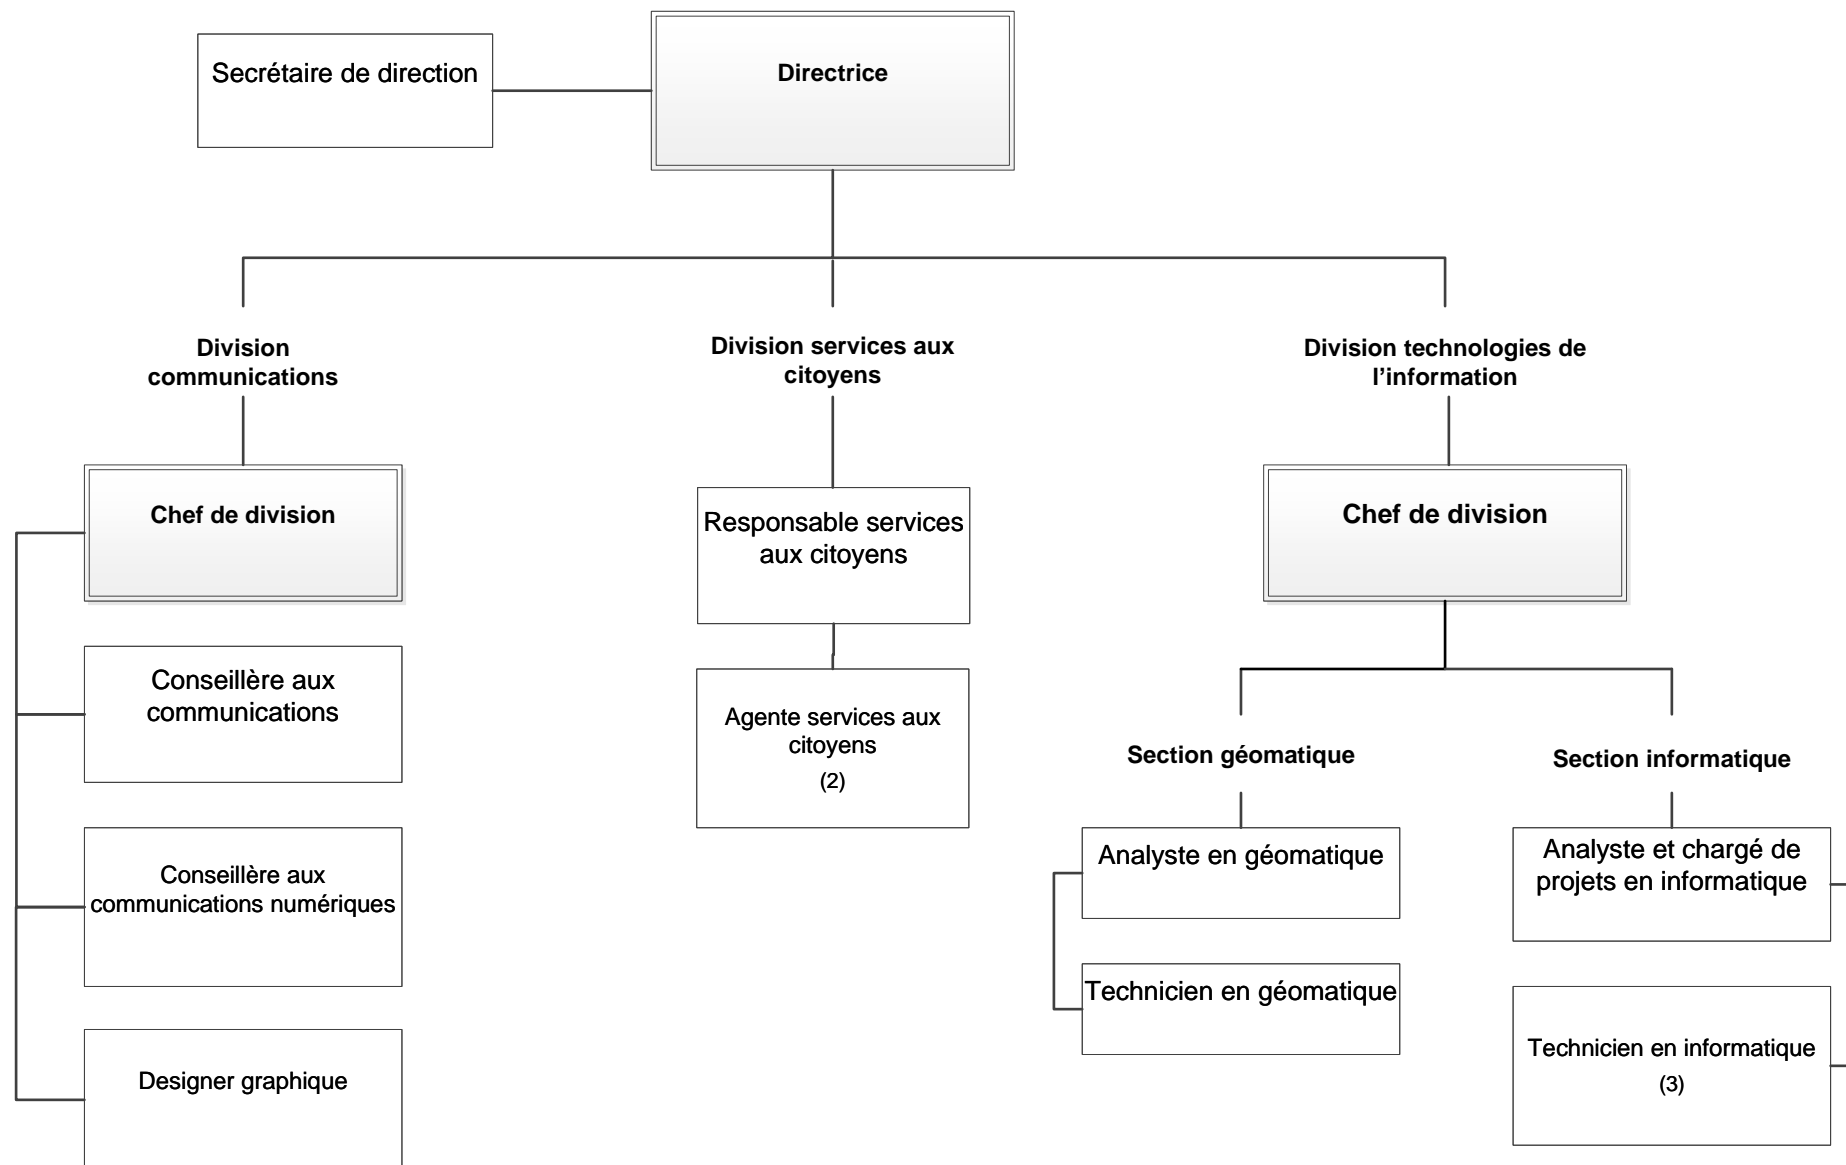 Secrétaire de direction
Directrice
Division
communications
Division services aux
citoyens
Division technologies de
l’information
Chef de division
Responsable services
aux citoyens
Chef de division
Conseillère aux
communications
Agente services aux
citoyens
(2)
Section géomatique
Section informatique
Conseillère aux
communications numériques
Analyste en géomatique
Analyste et chargé de
projets en informatique
Technicien en géomatique
Designer graphique
Technicien en informatique
(3)